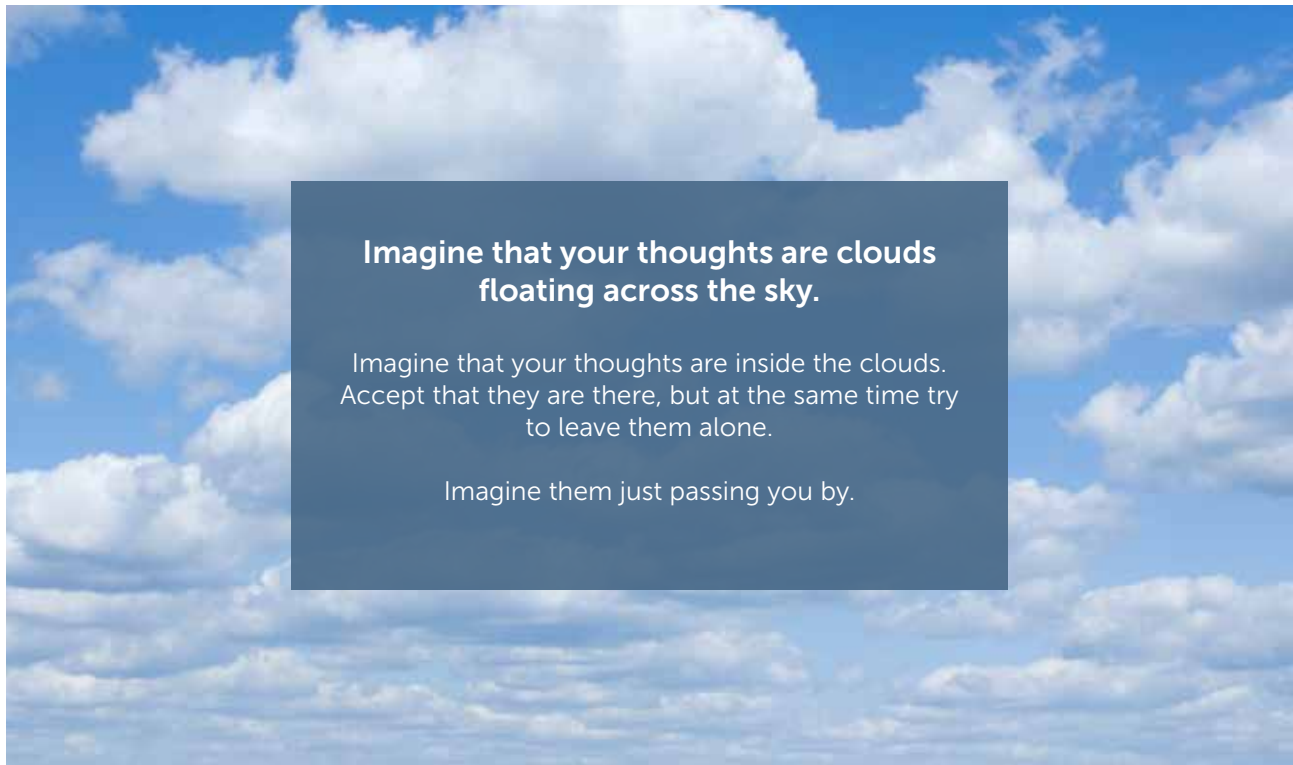 Imagine that your thoughts are clouds
floating across the sky.
Imagine that your thoughts are inside the clouds.
Accept that they are there, but at the same time try
to leave them alone.
Imagine them just passing you by.